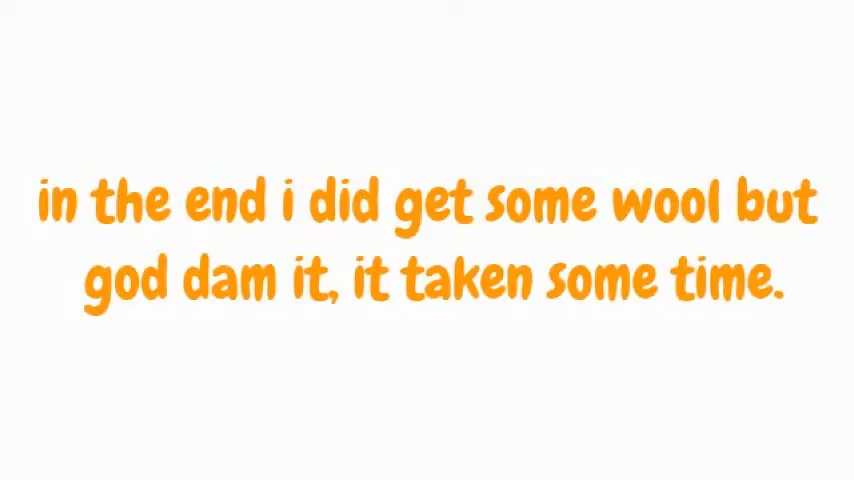 in the end i did get some wool but
god dam it, it taken some time.